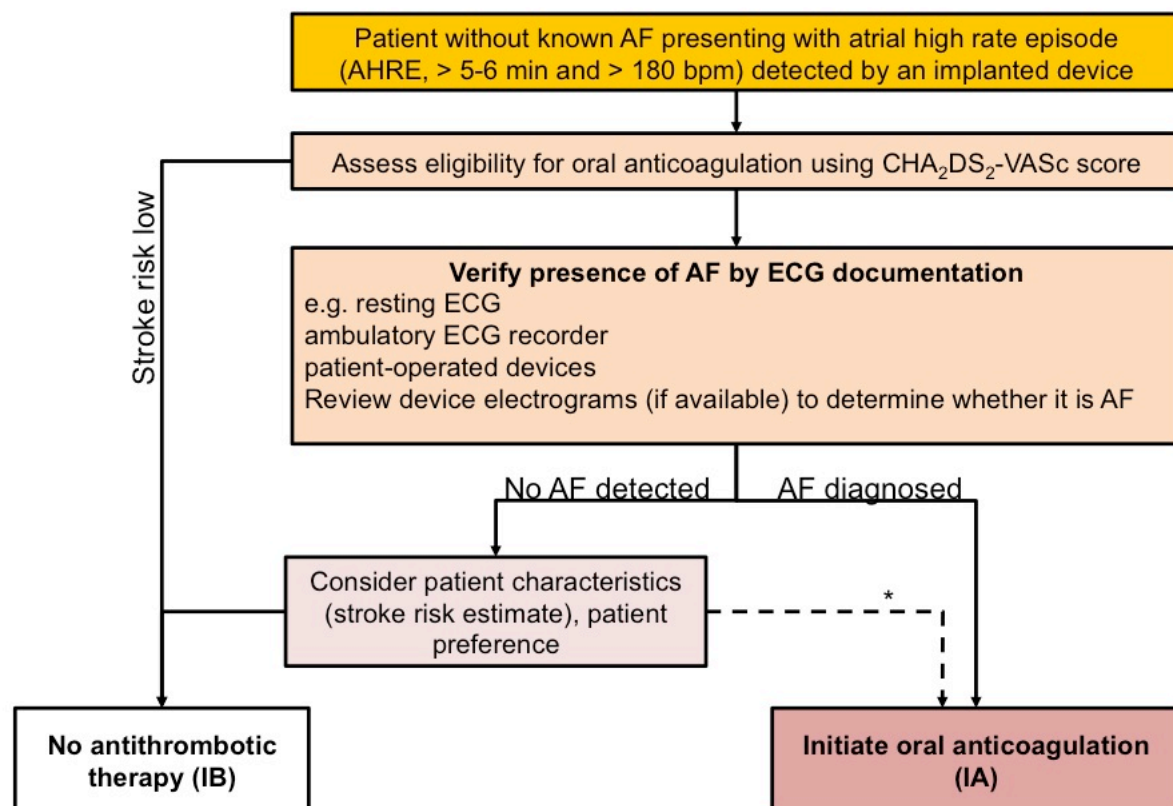 Patient without known AF presenting with atrial high rate episode
(AHRE, > 5-6 min and > 180 bpm) detected by an implanted device
Assess eligibility for oral anticoagulation using CHA₂DS₂-VASc score
Stroke risk low
Verify presence of AF by ECG documentation
e.g. resting ECG
ambulatory ECG recorder
patient-operated devices
Review device electrograms (if available) to determine whether it is AF
No AF detected
AF diagnosed
Consider patient characteristics
(stroke risk estimate), patient
preference
*
No antithrombotic
therapy (IB)
Initiate oral anticoagulation
(IA)